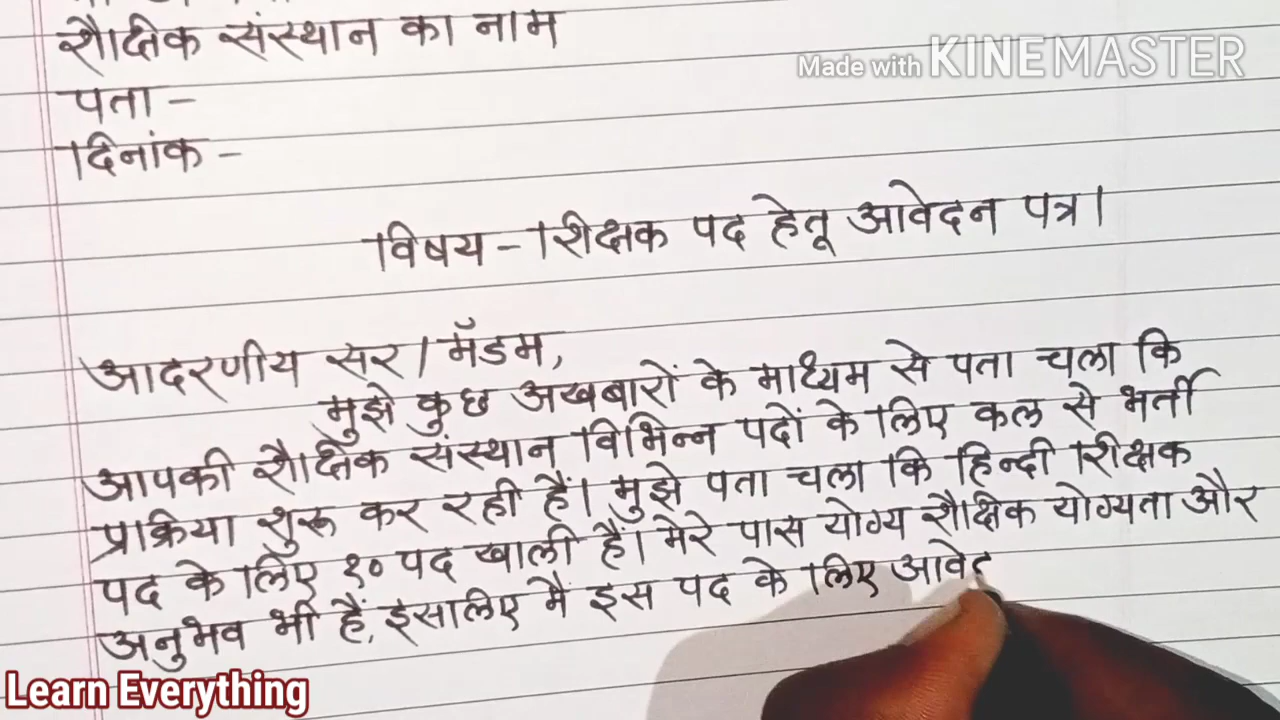 शैक्षिक संस्थान का नाम
Made with KINEMASTER
पता -
दिनांक -
विषय - शिक्षक पद हेतू आवेदन पत्र।
आदरणीय सर / मॅडम,
मुझे कुछ अखबारों के माध्यम से पता चला कि
आपकी शैक्षिक संस्थान विभिन्न पदों के लिए कल से भर्ती
प्रक्रिया शुरू कर रही हैं। मुझे पता चला कि हिन्दी शिक्षक
पद के लिए १० पद खाली हैं। मेरे पास योग्य शैक्षिक योग्यता और
अनुभव भी हैं, इसलिए मैं इस पद के लिए आवेद
Learn Everything